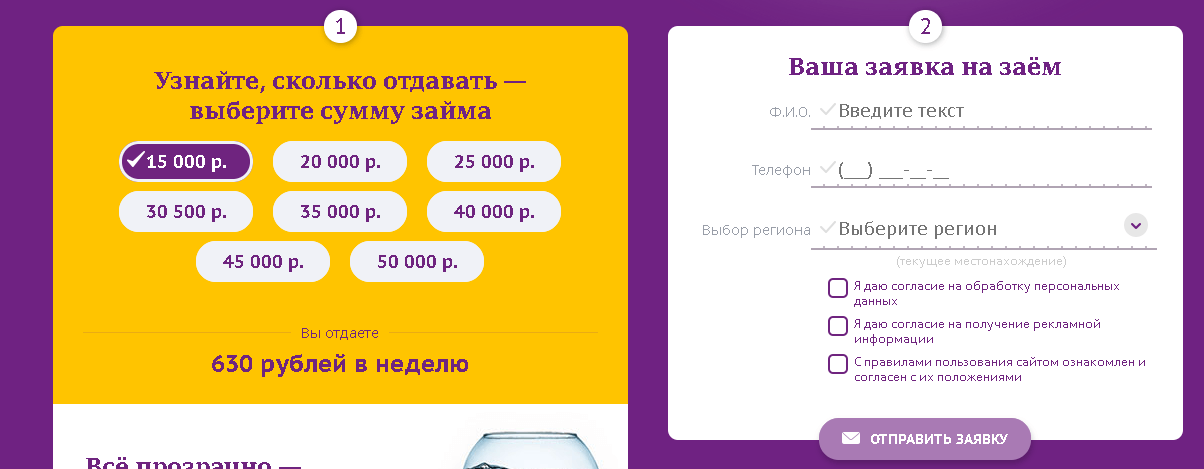 1
Узнайте, сколько отдавать —
выберите сумму займа
15 000 р.
20 000 р.
25 000 р.
30 500 р.
35 000 р.
40 000 р.
45 000 р.
50 000 р.
Вы отдаете
630 рублей в неделю
Всё прозрачно —
2
Ваша заявка на заём
Ф.И.О.
Введите текст
Телефон
(___) ___-__-__
Выбор региона
Выберите регион
(текущее местонахождение)
Я даю согласие на обработку персональных
данных
Я даю согласие на получение рекламной
информации
С правилами пользования сайтом ознакомлен и
согласен с их положениями
ОТПРАВИТЬ ЗАЯВКУ